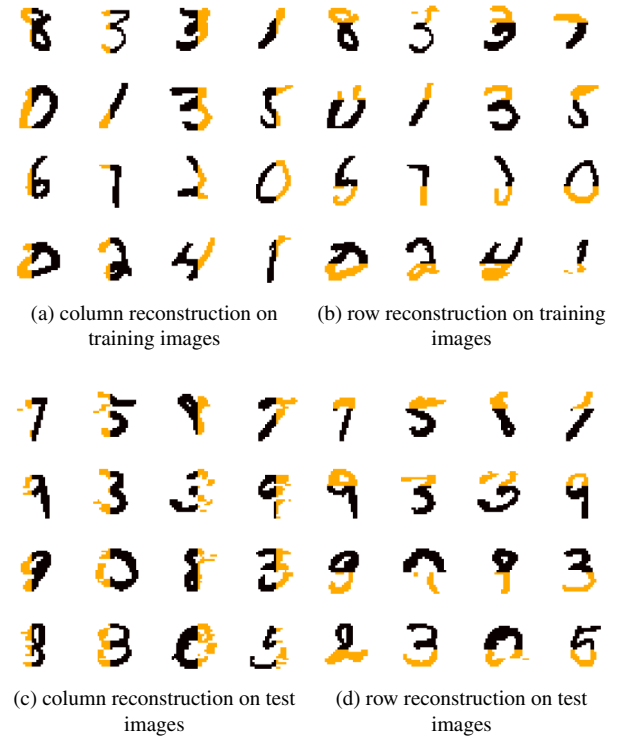 (a) column reconstruction on
training images
(b) row reconstruction on training
images
(c) column reconstruction on test
images
(d) row reconstruction on test
images